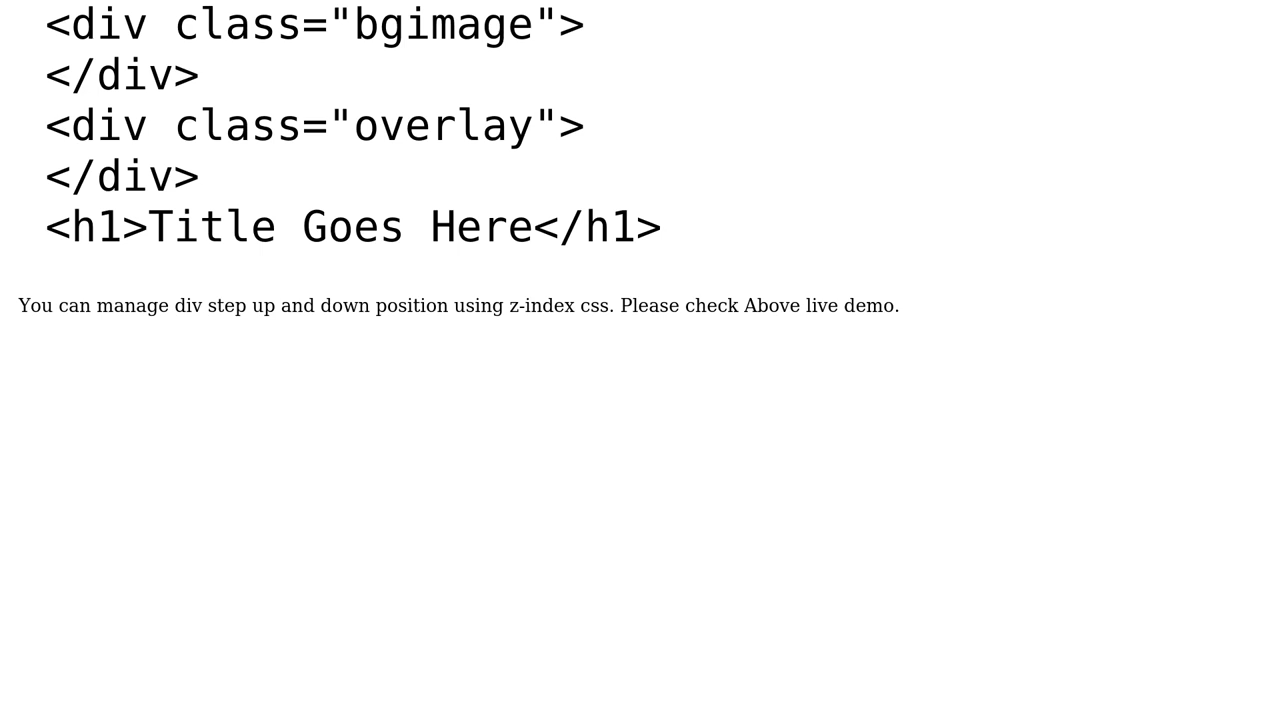 <div class="bgimage">
</div>
<div class="overlay">
</div>
<h1>Title Goes Here</h1>
You can manage div step up and down position using z-index css. Please check Above live demo.